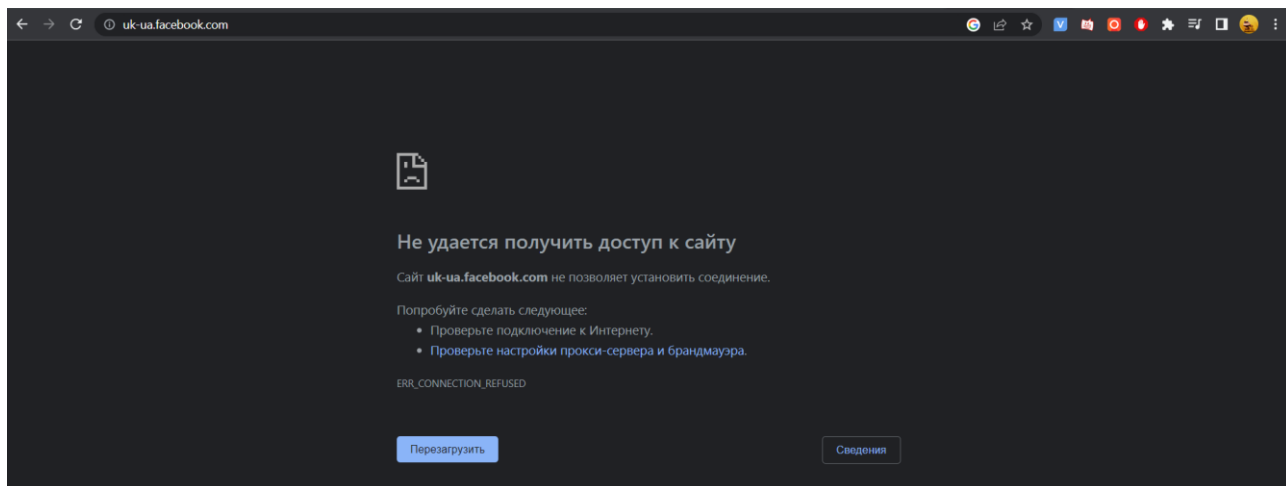 uk-ua.facebook.com
Не удается получить доступ к сайту
Сайт uk-ua.facebook.com не позволяет установить соединение.
Попробуйте сделать следующее:
• Проверьте подключение к Интернету.
• Проверьте настройки прокси-сервера и брандмауэра.
ERR_CONNECTION_REFUSED
Перезагрузить Сведения